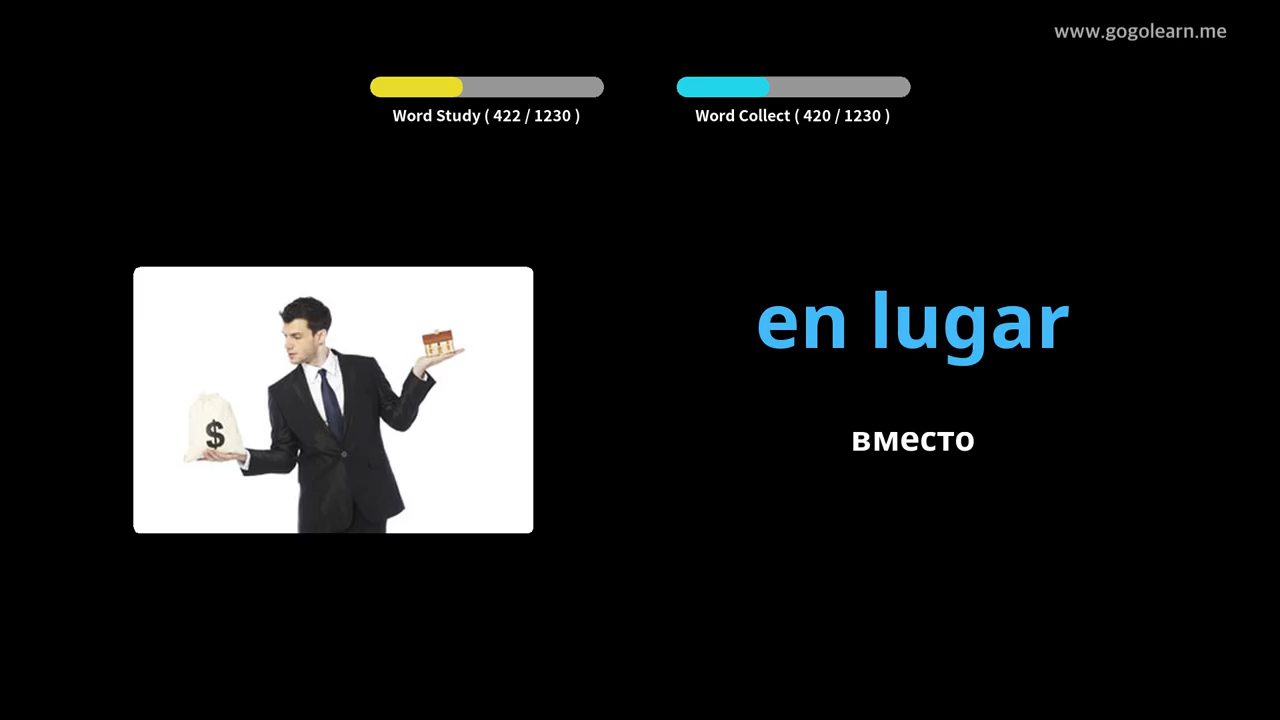 www.gogolearn.me
Word Study ( 422 / 1230 )
Word Collect ( 420 / 1230 )
$
en lugar
вместо